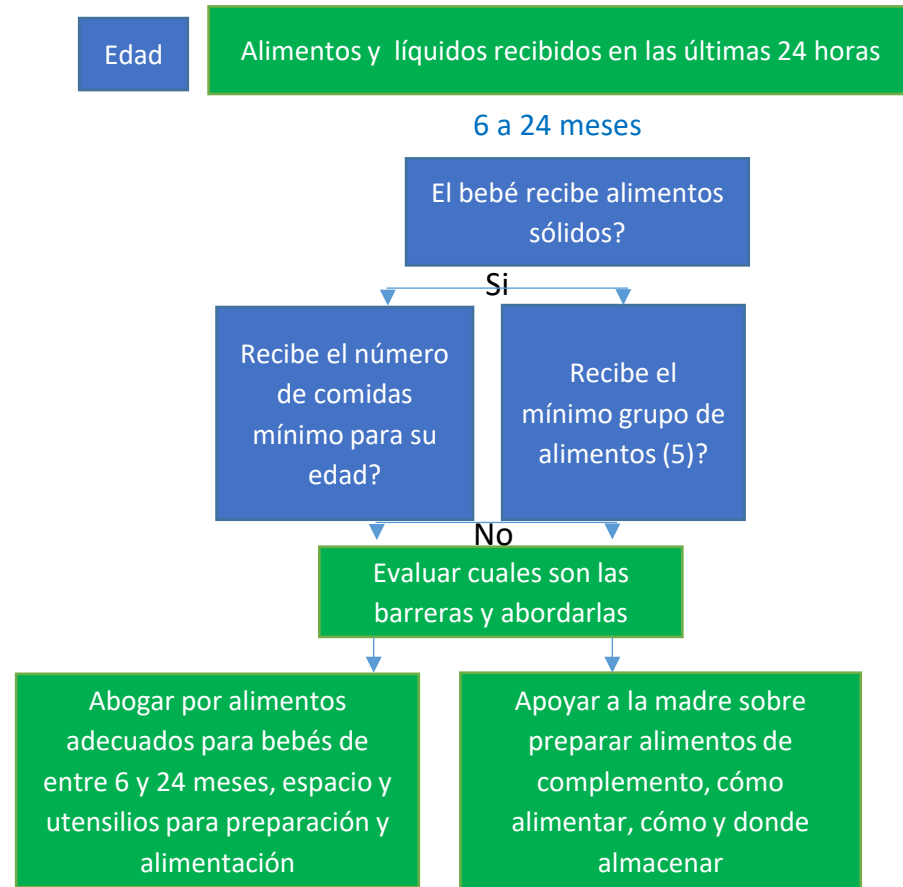 Edad
Alimentos y líquidos recibidos en las últimas 24 horas
6 a 24 meses
El bebé recibe alimentos
sólidos?
Si
Recibe el número
de comidas
mínimo para su
edad?
Recibe el
mínimo grupo de
alimentos (5)?
No
Evaluar cuales son las
barreras y abordarlas
Abogar por alimentos
adecuados para bebés de
entre 6 y 24 meses, espacio y
utensilios para preparación y
alimentación
Apoyar a la madre sobre
preparar alimentos de
complemento, cómo
alimentar, cómo y donde
almacenar